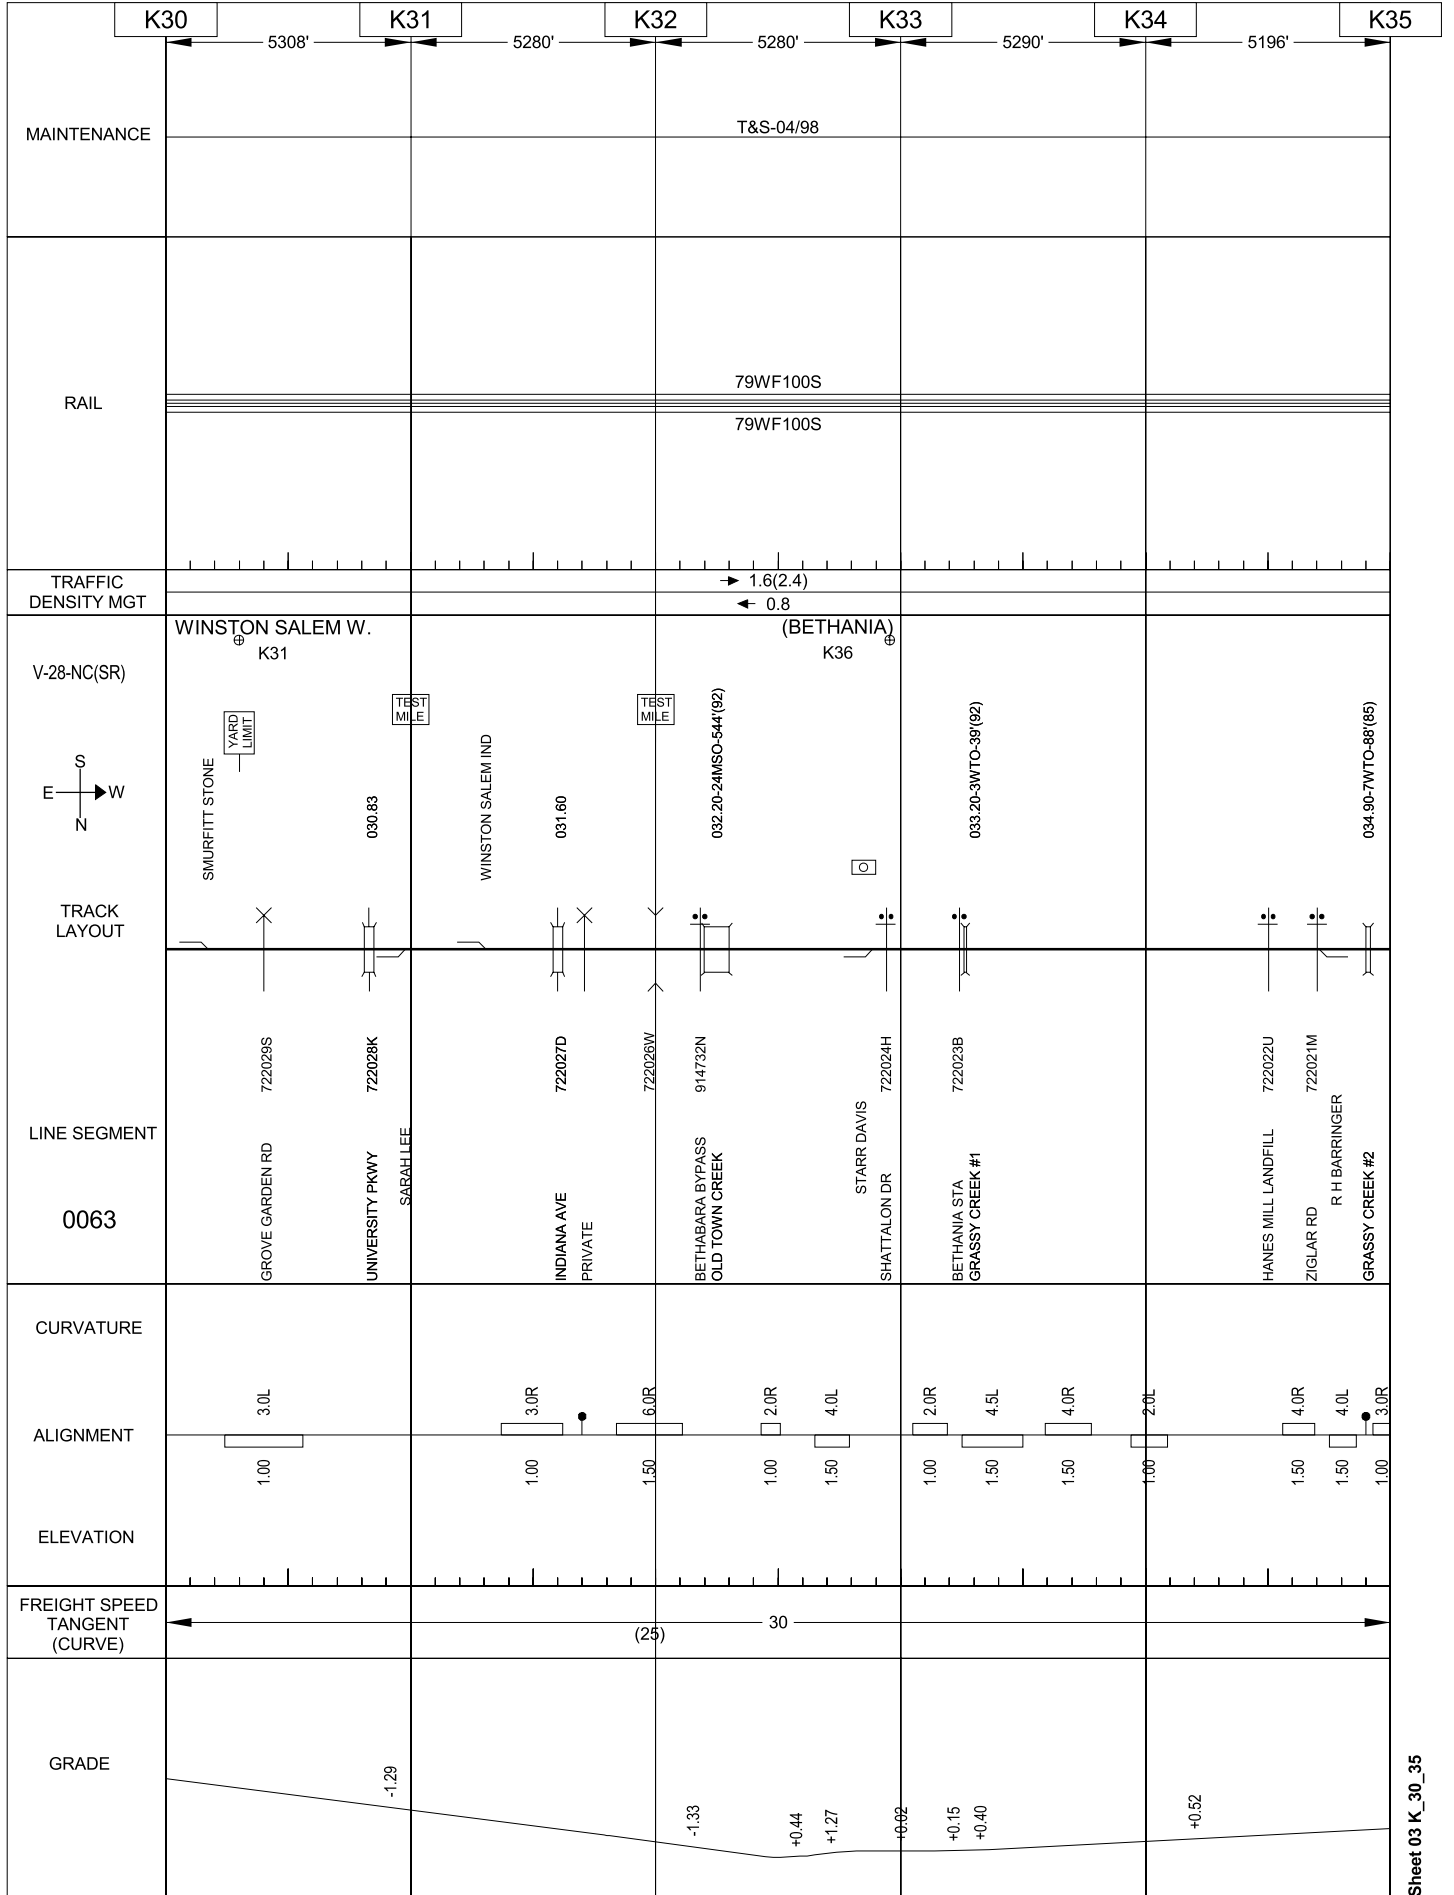 K30 K31 K32 K33 K34 K35
5308' 5280' 5280' 5290' 5196'
MAINTENANCE
T&S-04/98
RAIL
79WF100S
79WF100S
TRAFFIC
DENSITY MGT
1.6(2.4)
0.8
WINSTON SALEM W.
K31
(BETHANIA)
K36
V-28-NC(SR)
S
E W
N
YARD
LIMIT
TEST
MILE
TEST
MILE
SMURFITT STONE
030.83
WINSTON SALEM IND
031.60
032.20-24MSO-544'(92)
033.20-3WTO-39'(92)
034.90-7WTO-88'(85)
O
TRACK
LAYOUT
LINE SEGMENT
0063
722029S
722028K
722027D
722026W
914732N
722024H
722023B
722022U
722021M
GROVE GARDEN RD
UNIVERSITY PKWY
SARAH LEE
INDIANA AVE
PRIVATE
BETHABARA BYPASS
OLD TOWN CREEK
STARR DAVIS
SHATTALON DR
BETHANIA STA
GRASSY CREEK #1
HANES MILL LANDFILL
ZIGLAR RD
R H BARRINGER
GRASSY CREEK #2
CURVATURE
3.0L 3.0R 6.0R 2.0R 4.0L 2.0R 4.5L 4.0R 2.0L 4.0R 4.0L 3.0R
ALIGNMENT
1.00 1.00 1.50 1.00 1.50 1.00 1.50 1.50 1.00 1.50 1.50 1.00
ELEVATION
FREIGHT SPEED
TANGENT
(CURVE)
30
(25)
GRADE
-1.29 -1.33 +0.44 +1.27 +0.02 +0.15 +0.40 +0.52
Sheet 03 K_30_35